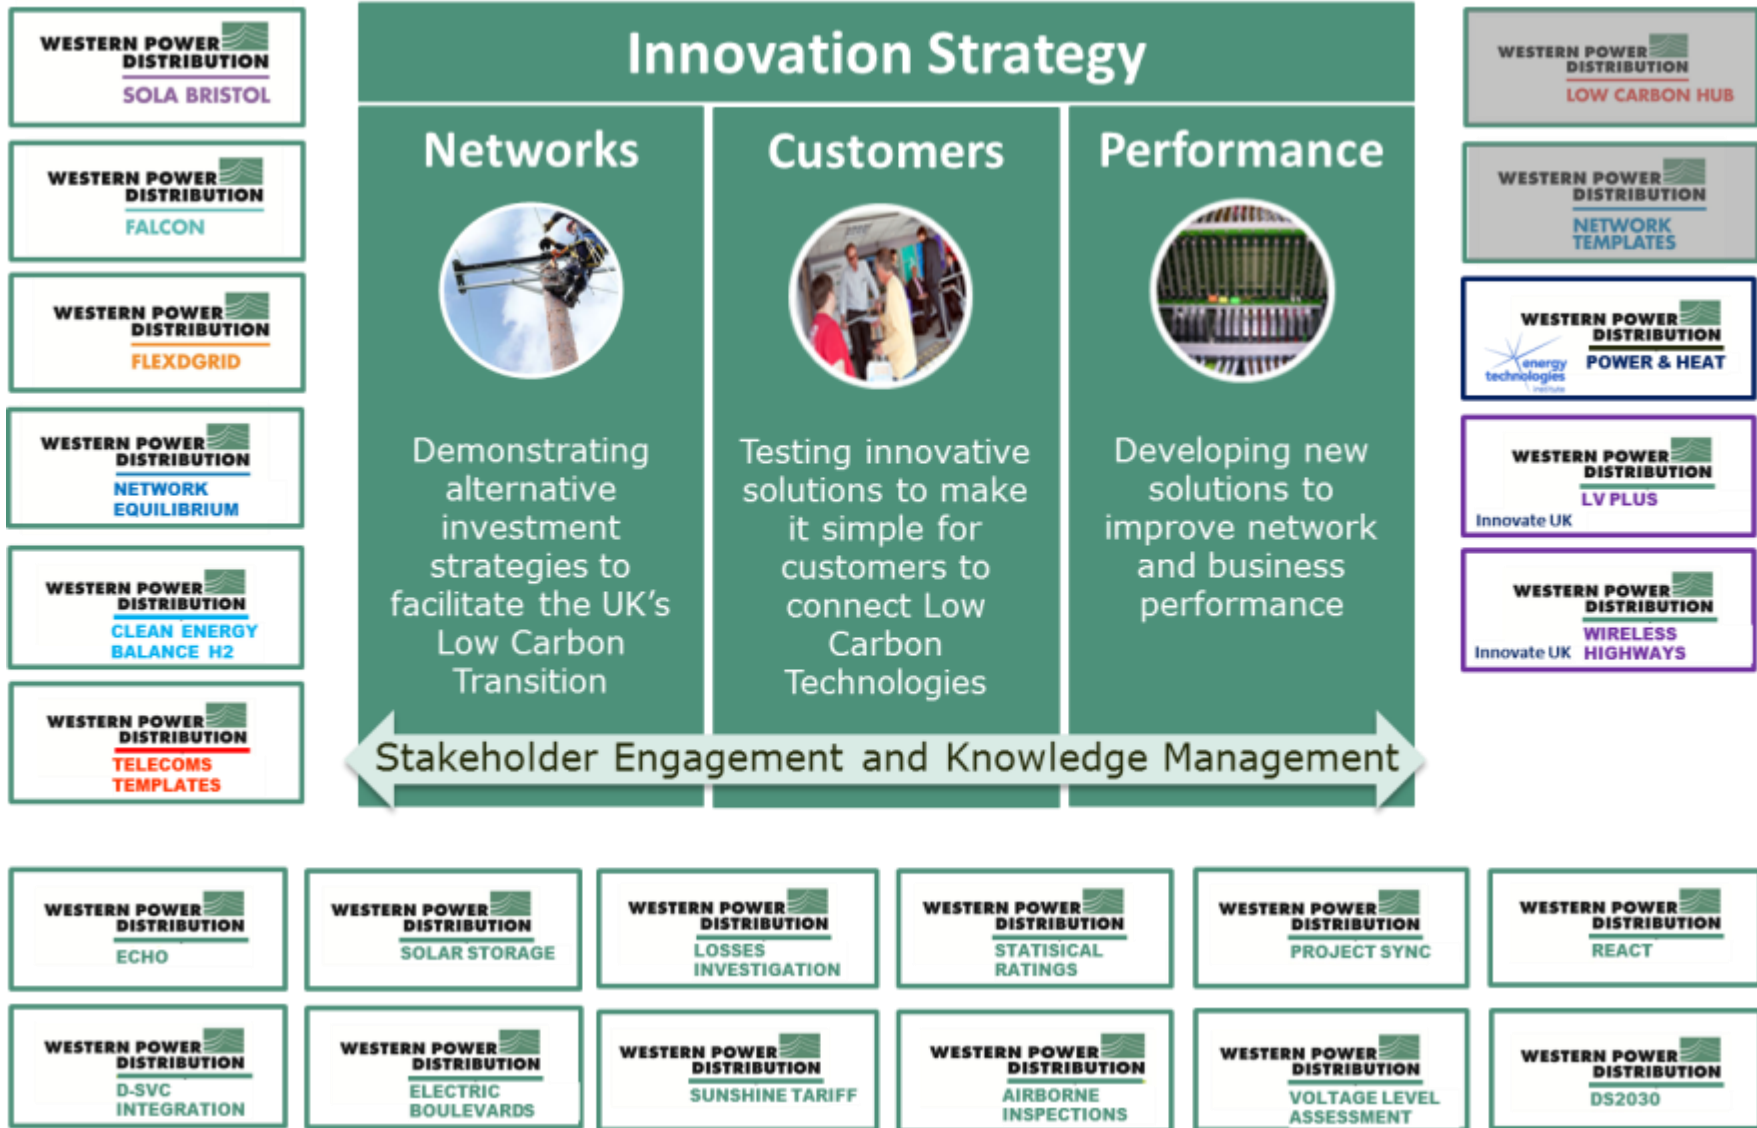 WESTERN POWER
DISTRIBUTION
SOLA BRISTOL
WESTERN POWER
DISTRIBUTION
FALCON
WESTERN POWER
DISTRIBUTION
FLEXDGRID
WESTERN POWER
DISTRIBUTION
NETWORK
EQUILIBRIUM
WESTERN POWER
DISTRIBUTION
CLEAN ENERGY
BALANCE H2
WESTERN POWER
DISTRIBUTION
TELECOMS
TEMPLATES
Innovation Strategy
Networks
Demonstrating
alternative
investment
strategies to
facilitate the UK's
Low Carbon
Transition
Customers
Testing innovative
solutions to make
it simple for
customers to
connect Low
Carbon
Technologies
Performance
Developing new
solutions to
improve network
and business
performance
Stakeholder Engagement and Knowledge Management
WESTERN POWER
DISTRIBUTION
LOW CARBON HUB
WESTERN POWER
DISTRIBUTION
NETWORK
TEMPLATES
WESTERN POWER
DISTRIBUTION
POWER & HEAT
energy
technologies
institute
WESTERN POWER
DISTRIBUTION
LV PLUS
Innovate UK
WESTERN POWER
DISTRIBUTION
WIRELESS
Innovate UK HIGHWAYS
WESTERN POWER
DISTRIBUTION
ECHO
WESTERN POWER
DISTRIBUTION
SOLAR STORAGE
WESTERN POWER
DISTRIBUTION
LOSSES
INVESTIGATION
WESTERN POWER
DISTRIBUTION
STATISICAL
RATINGS
WESTERN POWER
DISTRIBUTION
PROJECT SYNC
WESTERN POWER
DISTRIBUTION
REACT
WESTERN POWER
DISTRIBUTION
D-SVC
INTEGRATION
WESTERN POWER
DISTRIBUTION
ELECTRIC
BOULEVARDS
WESTERN POWER
DISTRIBUTION
SUNSHINE TARIFF
WESTERN POWER
DISTRIBUTION
AIRBORNE
INSPECTIONS
WESTERN POWER
DISTRIBUTION
VOLTAGE LEVEL
ASSESSMENT
WESTERN POWER
DISTRIBUTION
DS2030